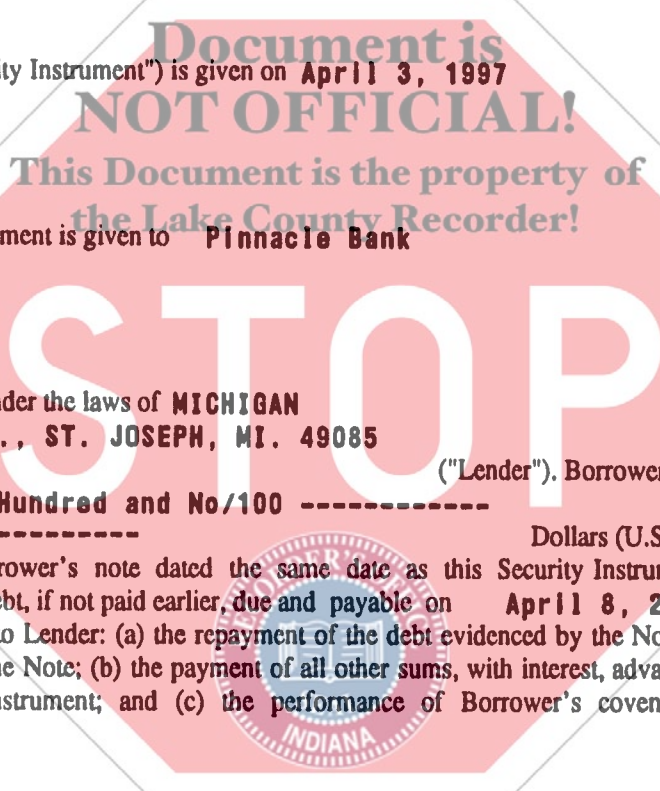 Document is
ity Instrument") is given on April 3, 1997
NOT OFFICIAL!
This Document is the property of
the Lake County Recorder!
ment is given to Pinnacle Bank
STOP
der the laws of MICHIGAN
., ST. JOSEPH, MI. 49085
("Lender"). Borrower
Hundred and No/100 ------------
---------- Dollars (U.S
rower's note dated the same date as this Security Instrum
ebt, if not paid earlier, due and payable on April 8, 2
o Lender: (a) the repayment of the debt evidenced by the No
e Note; (b) the payment of all other sums, with interest, adva
nstrument; and (c) the performance of Borrower's coven
INDIANA